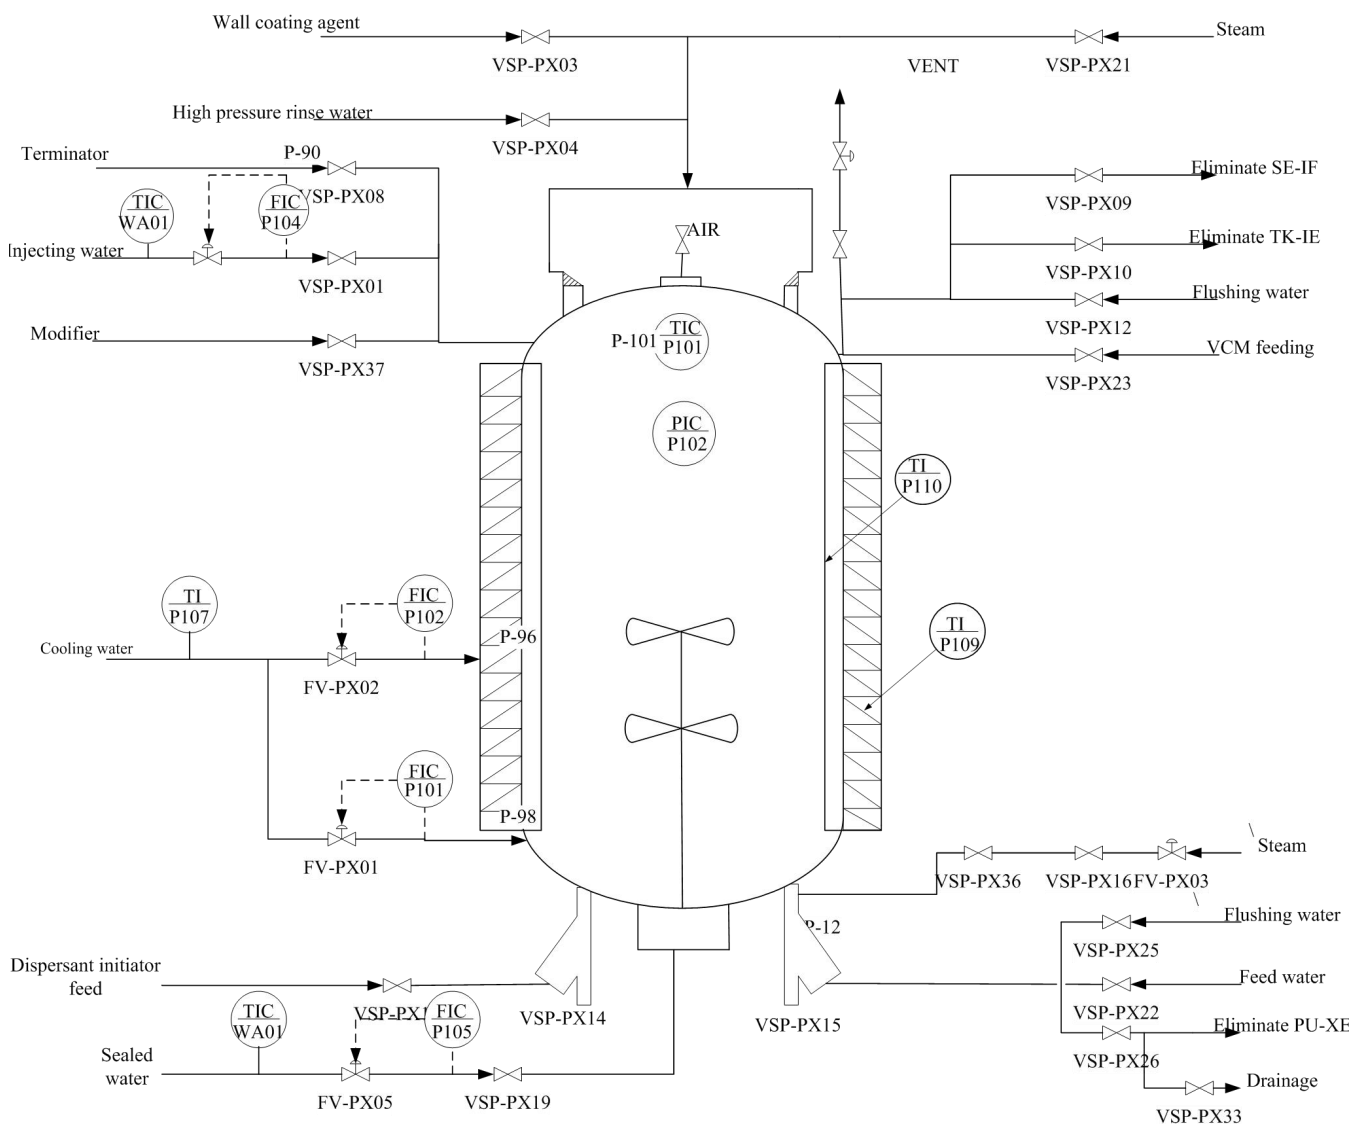 Wall coating agent
Steam
VSP-PX03
VENT
VSP-PX21
High pressure rinse water
VSP-PX04
Terminator
P-90
VSP-PX08
Eliminate SE-IF
VSP-PX09
TIC
WA01
FIC
P104
AIR
Injecting water
VSP-PX01
Eliminate TK-IE
VSP-PX10
Flushing water
VSP-PX12
Modifier
VSP-PX37
P-101
TIC
P101
VCM feeding
VSP-PX23
PIC
P102
TI
P110
TI
P107
FIC
P102
P-96
TI
P109
Cooling water
FV-PX02
FIC
P101
P-98
FV-PX01
Steam
VSP-PX36
VSP-PX16
FV-PX03
P-12
Flushing water
VSP-PX25
Dispersant initiator
feed
VSP-PX1
VSP-PX14
VSP-PX15
Feed water
VSP-PX22
TIC
WA01
FIC
P105
Eliminate PU-XE
VSP-PX26
Sealed
water
FV-PX05
VSP-PX19
Drainage
VSP-PX33